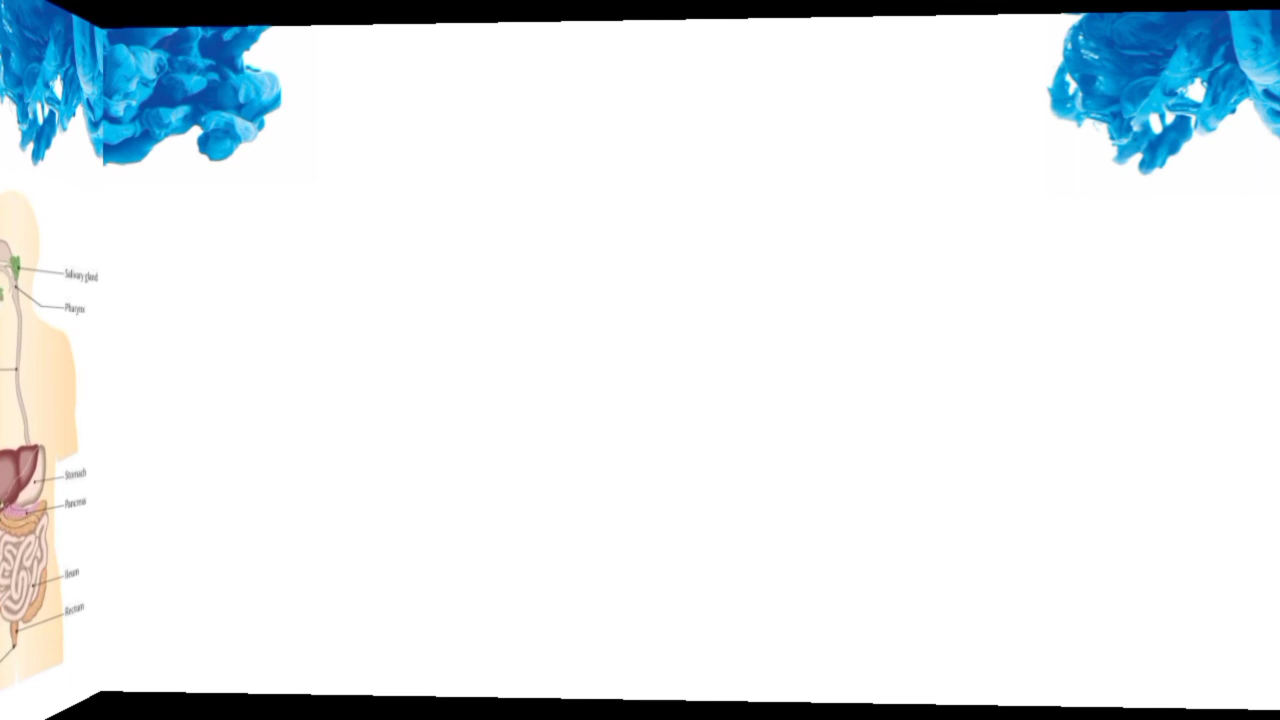 Salivary gland
Pharynx
Stomach
Pancreas
Ileum
Rectum